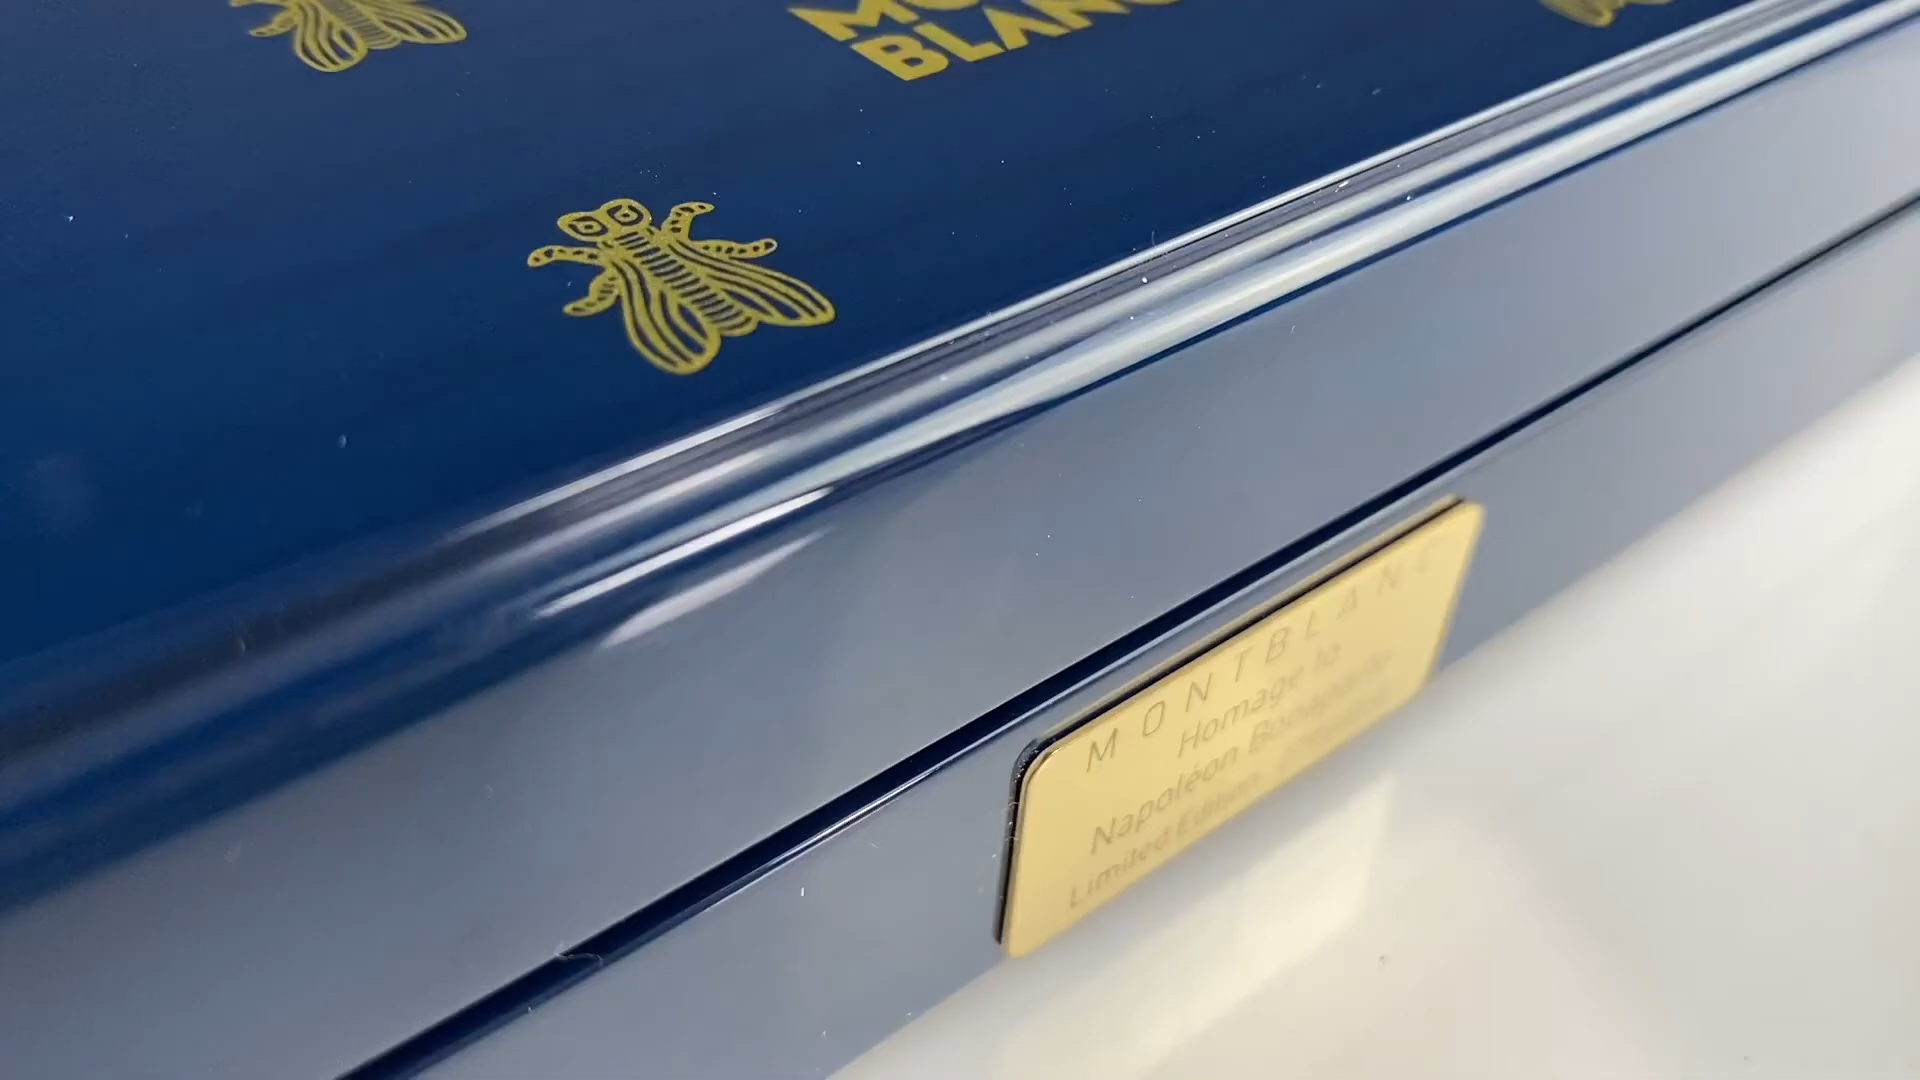 MO
BLANC
MONTBLANC
Homage to
Napoléon Bonaparte
Limited Edition